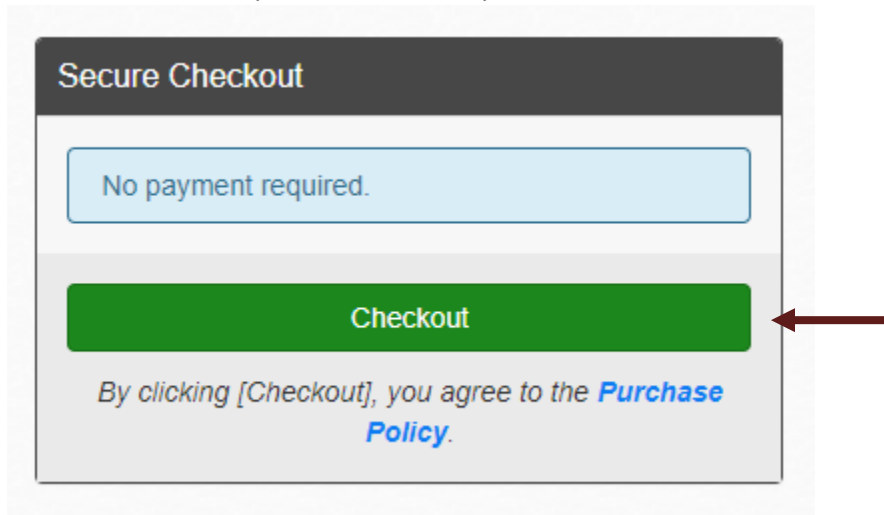 Secure Checkout
No payment required.
Checkout
By clicking [Checkout], you agree to the Purchase
Policy.